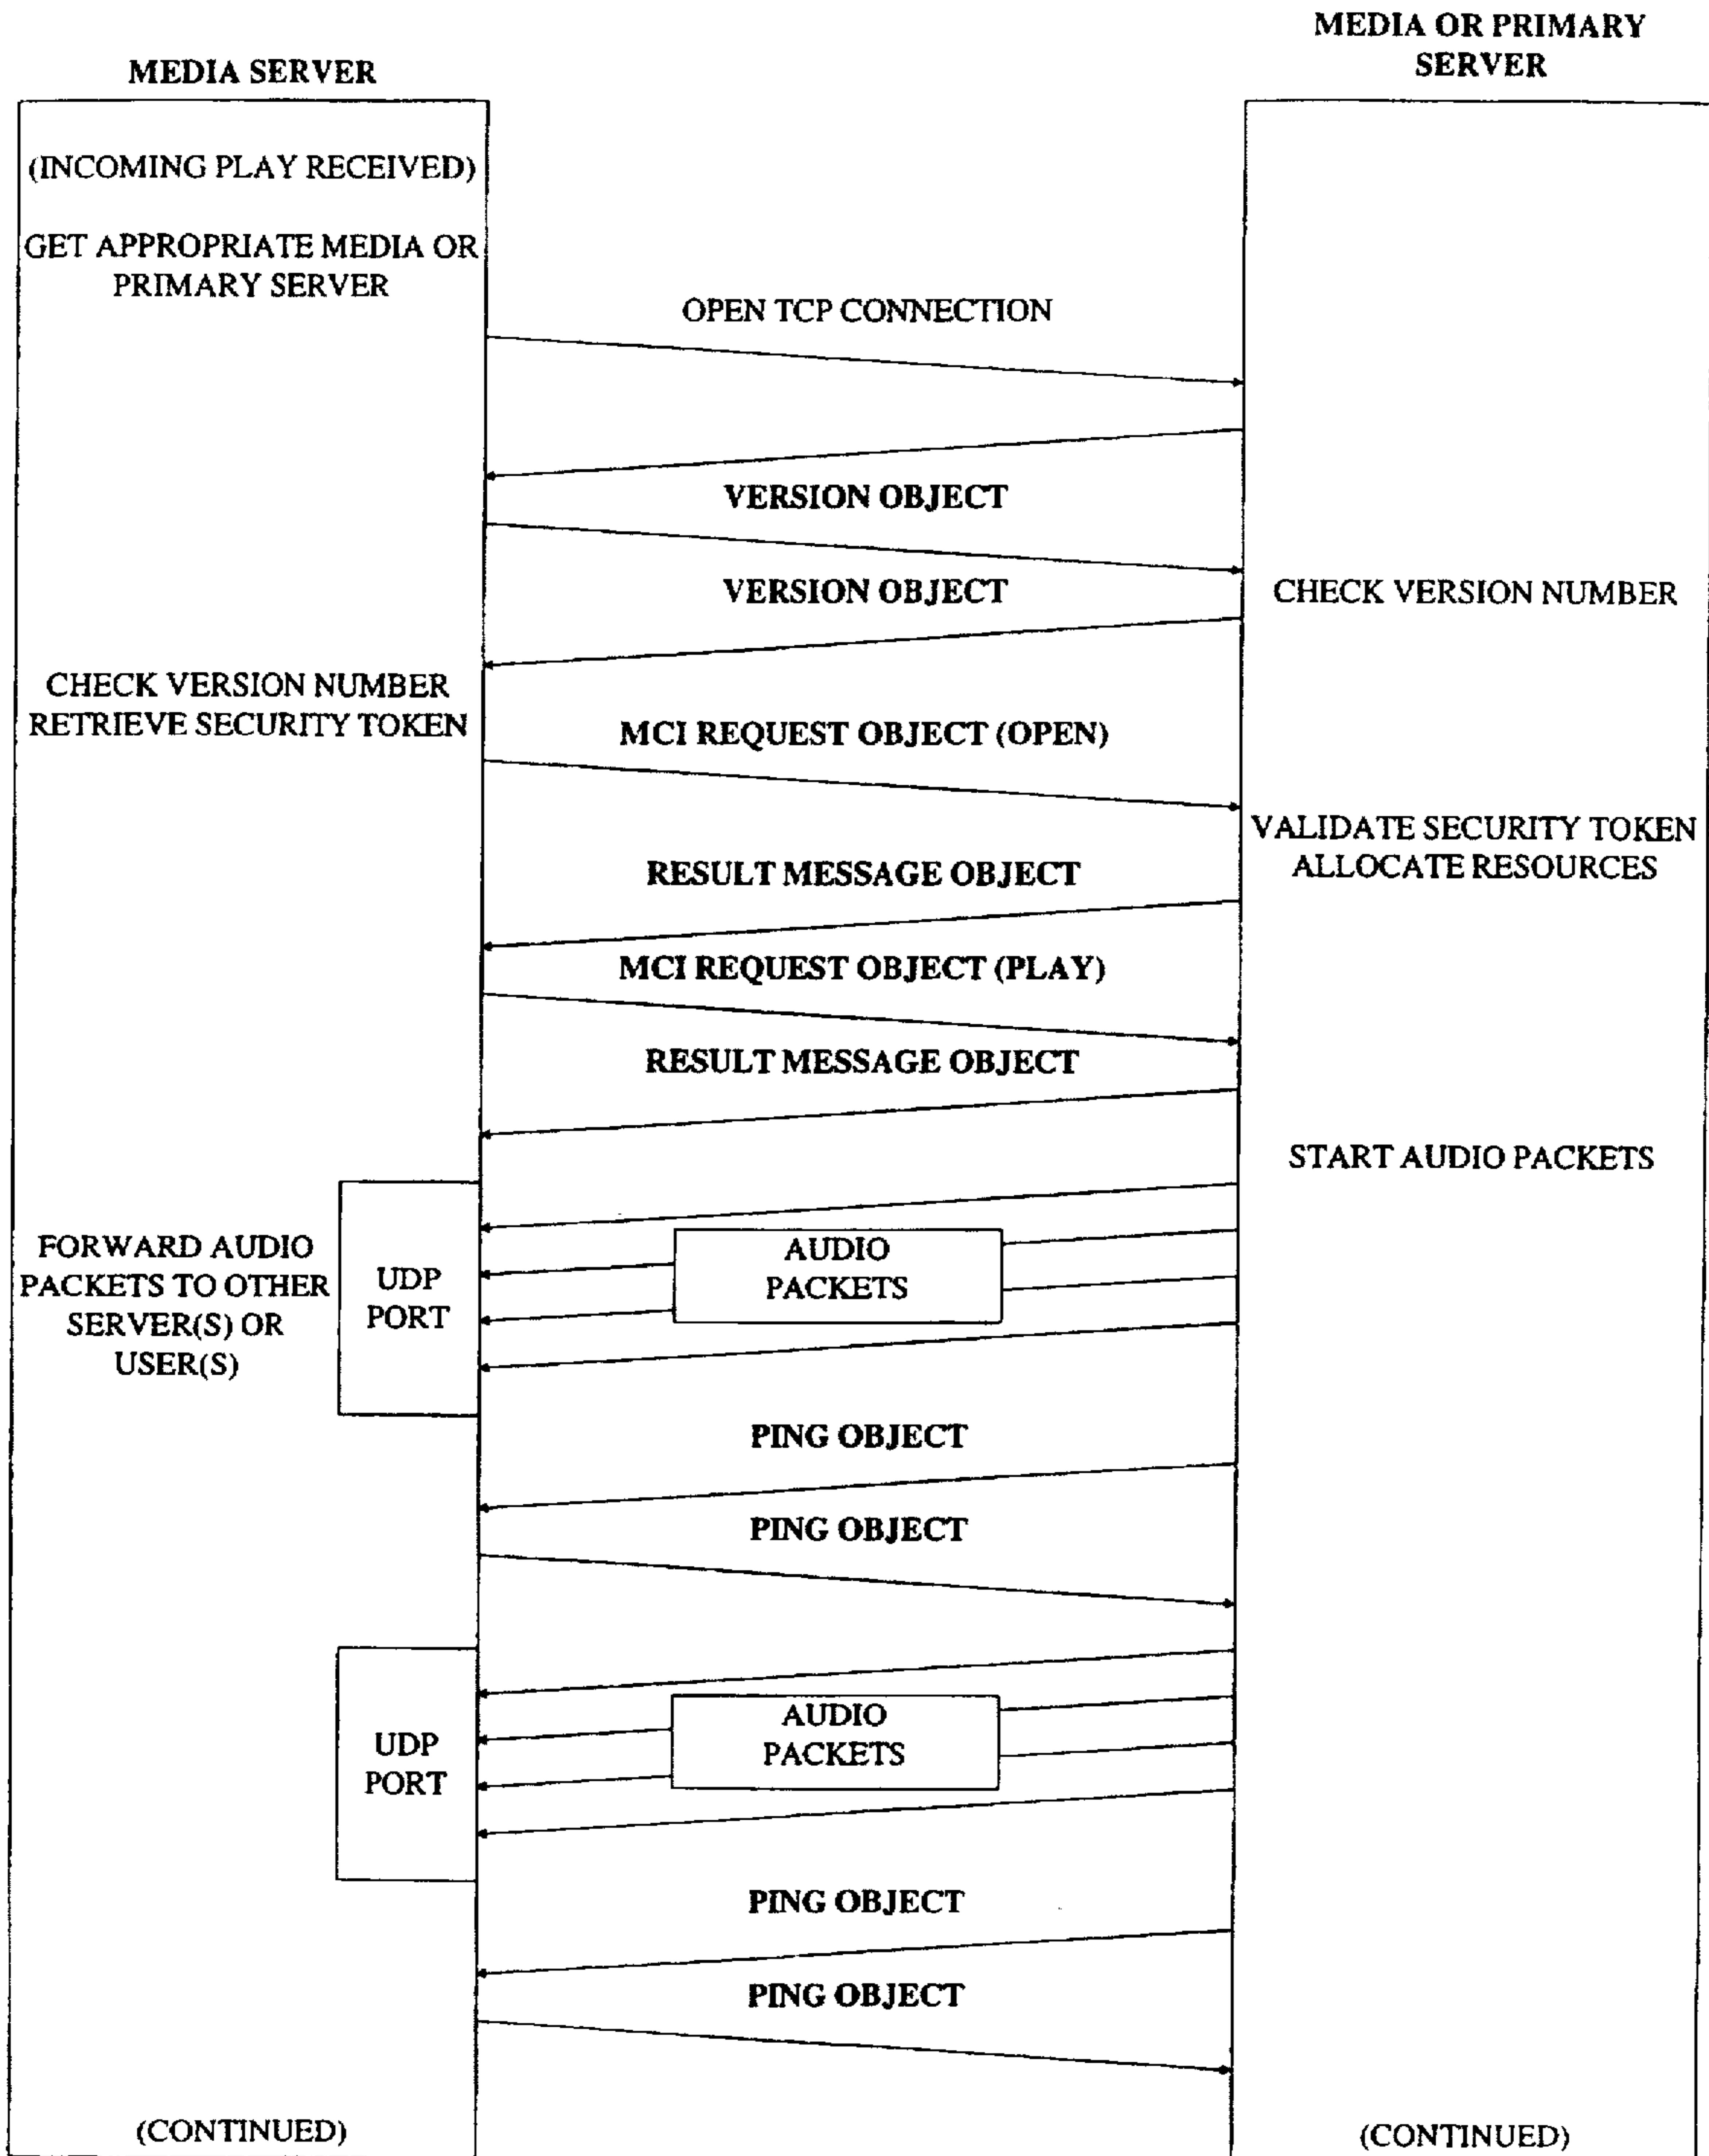 MEDIA OR PRIMARY
SERVER
MEDIA SERVER
(INCOMING PLAY RECEIVED)
GET APPROPRIATE MEDIA OR
PRIMARY SERVER
OPEN TCP CONNECTION
VERSION OBJECT
VERSION OBJECT
CHECK VERSION NUMBER
CHECK VERSION NUMBER
RETRIEVE SECURITY TOKEN
MCI REQUEST OBJECT (OPEN)
VALIDATE SECURITY TOKEN
ALLOCATE RESOURCES
RESULT MESSAGE OBJECT
MCI REQUEST OBJECT (PLAY)
RESULT MESSAGE OBJECT
START AUDIO PACKETS
FORWARD AUDIO
PACKETS TO OTHER
SERVER(S) OR
USER(S)
UDP
PORT
AUDIO
PACKETS
PING OBJECT
PING OBJECT
UDP
PORT
AUDIO
PACKETS
PING OBJECT
PING OBJECT
(CONTINUED)
(CONTINUED)